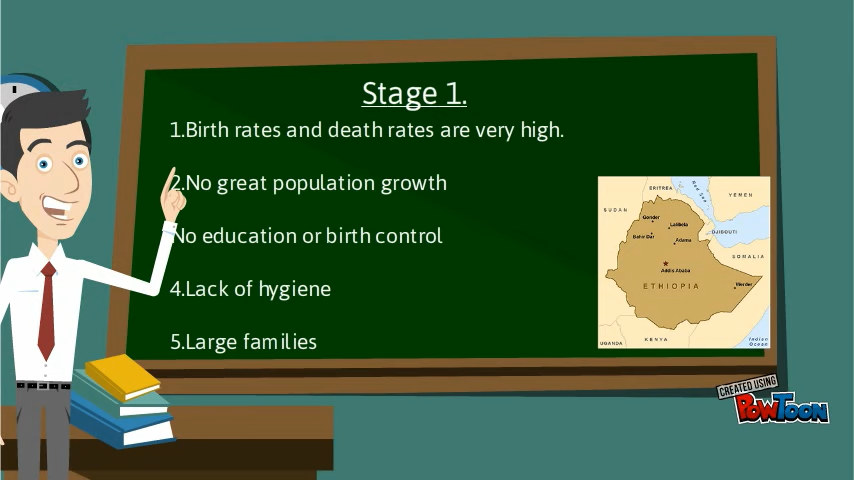 Stage 1.
1.Birth rates and death rates are very high.
2.No great population growth
No education or birth control
4.Lack of hygiene
5.Large families
ERITREA
Red Sea
YEMEN
SUDAN
Gonder
Lalibela
DJIBOUTI
Bahir Dar
Adama
SOMALIA
Addis Ababa
ETHIOPIA
Werder
UGANDA
KENYA
Indian
Ocean
CREATED USING
POWTOON